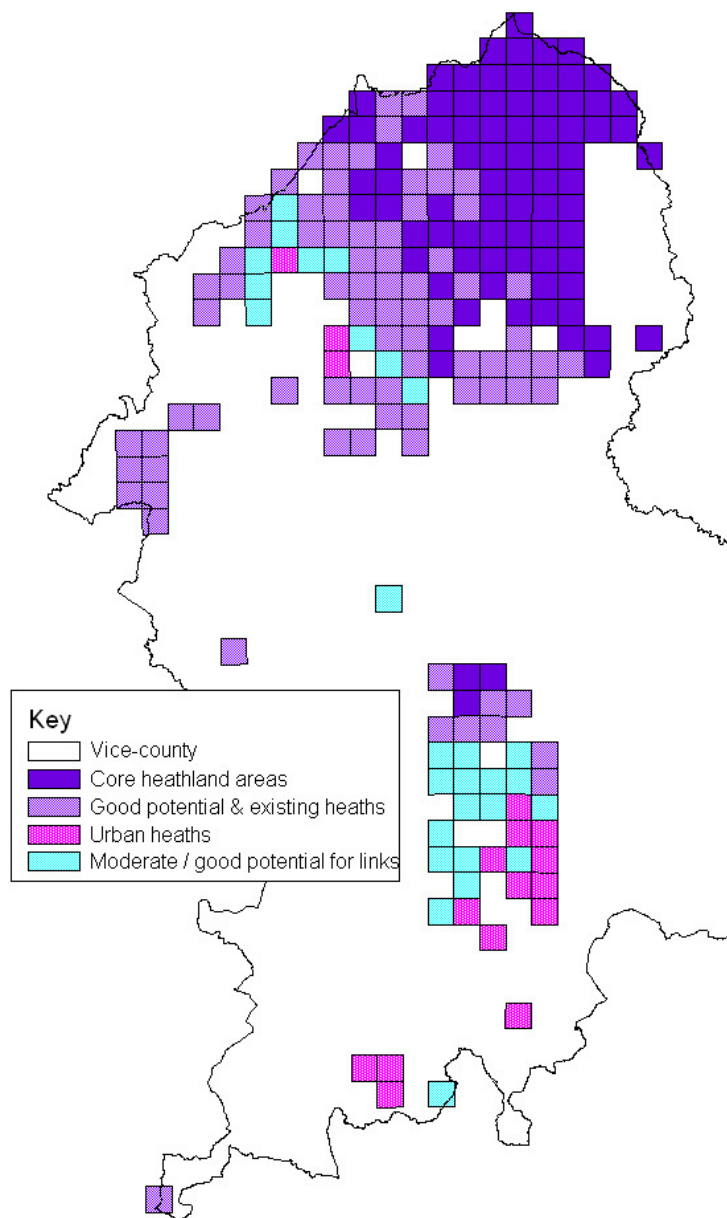 Key
Vice-county
Core heathland areas
Good potential & existing heaths
Urban heaths
Moderate / good potential for links